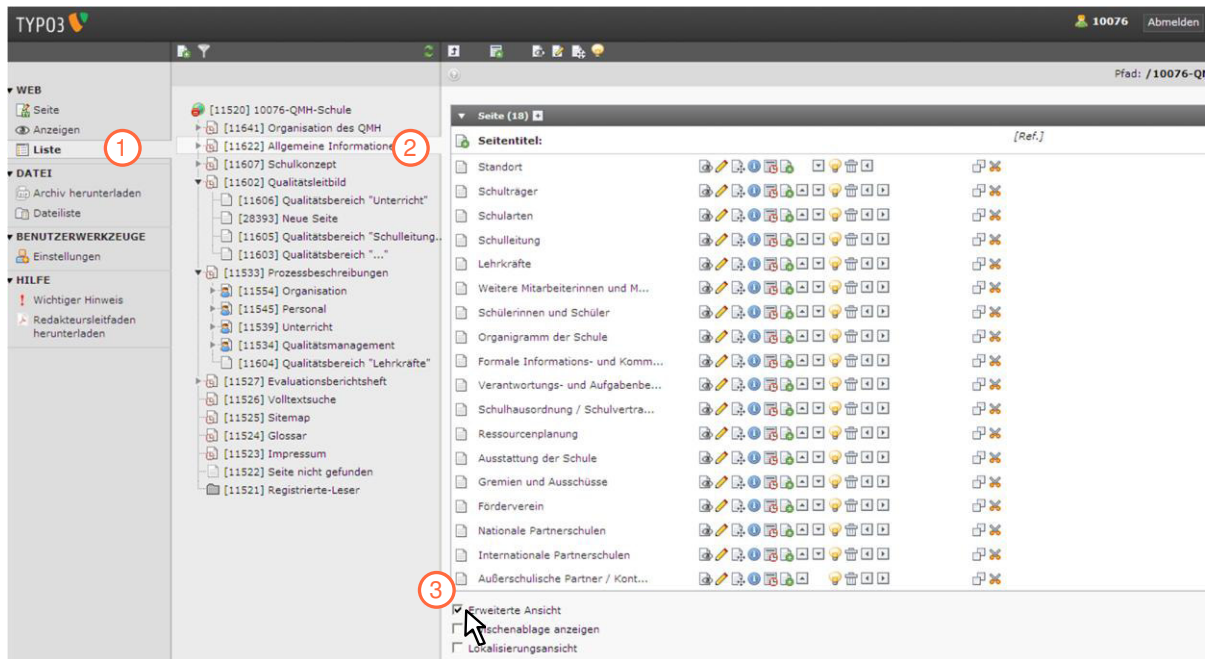 TYPO3
10076 Abmelden
Pfad: /10076-QM
WEB
Seite
Anzeigen
Liste
1
DATEI
Archiv herunterladen
Dateiliste
BENUTZERWERKZEUGE
Einstellungen
HILFE
Wichtiger Hinweis
Redakteursleitfaden
herunterladen
[11520] 10076-QMH-Schule
[11641] Organisation des QMH
[11622] Allgemeine Informatione
2
[11607] Schulkonzept
[11602] Qualitätsleitbild
[11606] Qualitätsbereich "Unterricht"
[28393] Neue Seite
[11605] Qualitätsbereich "Schulleitung..
[11603] Qualitätsbereich "..."
[11533] Prozessbeschreibungen
[11554] Organisation
[11545] Personal
[11539] Unterricht
[11534] Qualitätsmanagement
[11604] Qualitätsbereich "Lehrkräfte"
[11527] Evaluationsberichtsheft
[11526] Volltextsuche
[11525] Sitemap
[11524] Glossar
[11523] Impressum
[11522] Seite nicht gefunden
[11521] Registrierte-Leser
Seite (18)
Seitentitel: [Ref.]
Standort
Schulträger
Schularten
Schulleitung
Lehrkräfte
Weitere Mitarbeiterinnen und M...
Schülerinnen und Schüler
Organigramm der Schule
Formale Informations- und Komm...
Verantwortungs- und Aufgabenbe...
Schulhausordnung / Schulvertra...
Ressourcenplanung
Ausstattung der Schule
Gremien und Ausschüsse
Förderverein
Nationale Partnerschulen
Internationale Partnerschulen
Außerschulische Partner / Kont...
3
Erweiterte Ansicht
schenablage anzeigen
Lokalisierungsansicht